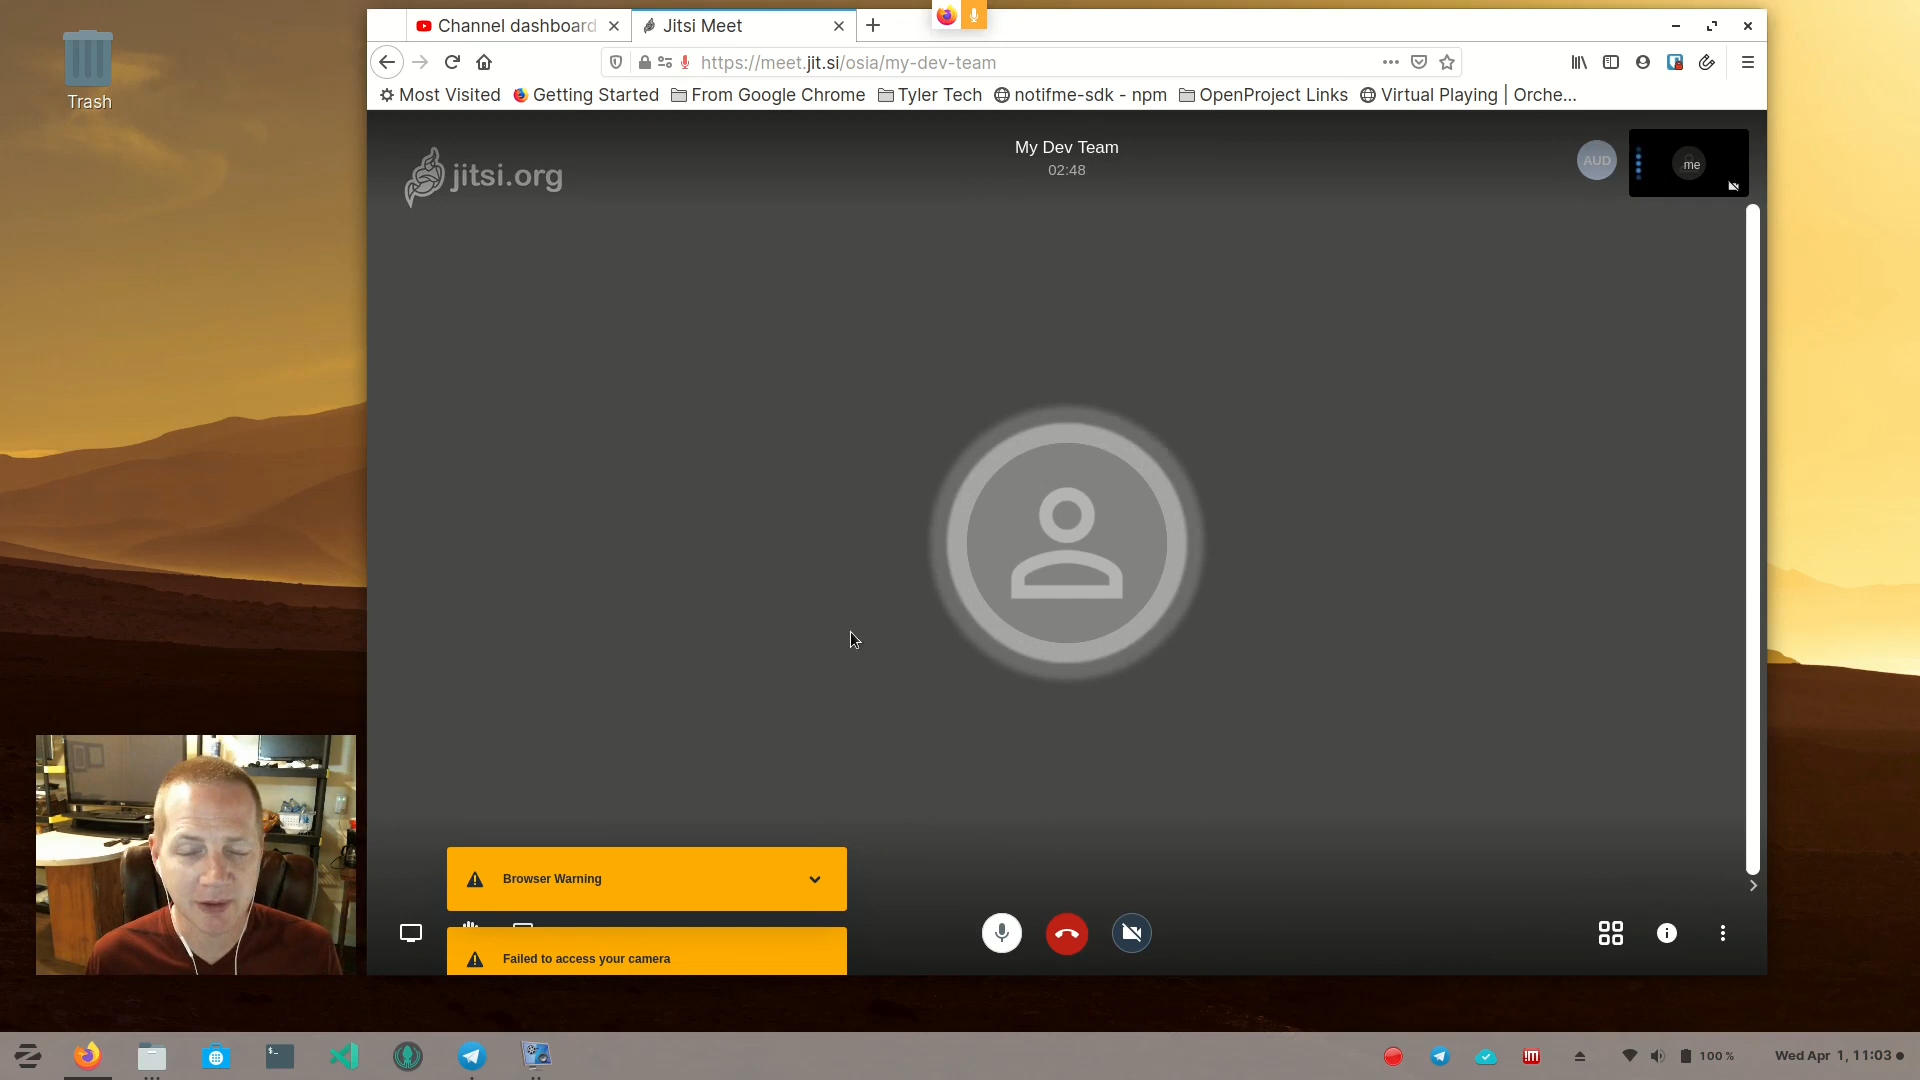 Trash
Channel dashboard
Jitsi Meet
https://meet.jit.si/osia/my-dev-team
Most Visited
Getting Started
From Google Chrome
Tyler Tech
notifme-sdk - npm
OpenProject Links
Virtual Playing | Orche...
jitsi.org
My Dev Team
02:48
AUD
me
Browser Warning
Failed to access your camera
!M
100 %
Wed Apr 1, 11:03